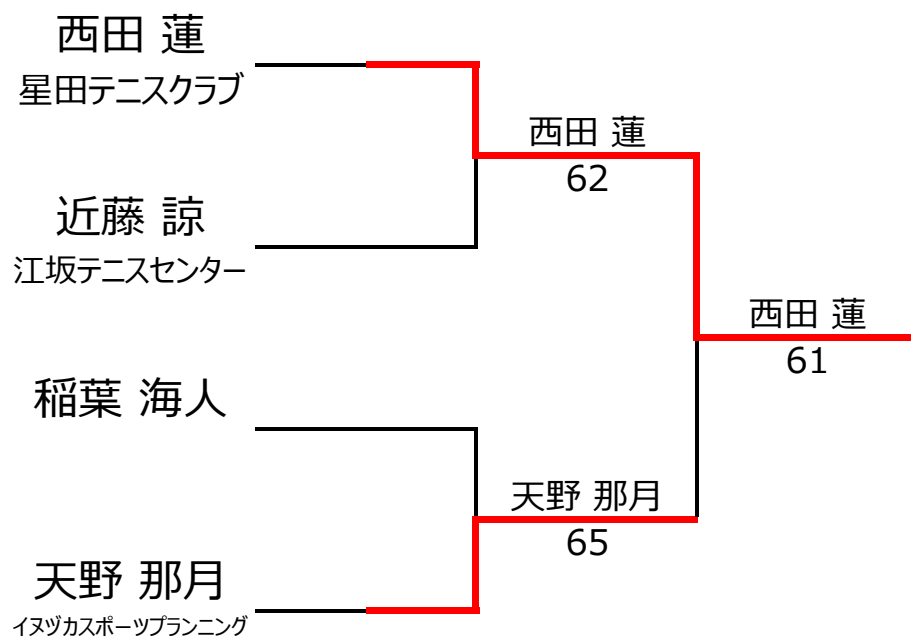 西田 蓮
星田テニスクラブ
西田 蓮
62
近藤 諒
江坂テニスセンター
西田 蓮
61
稲葉 海人
天野 那月
65
天野 那月
イヌヅカスポーツプランニング